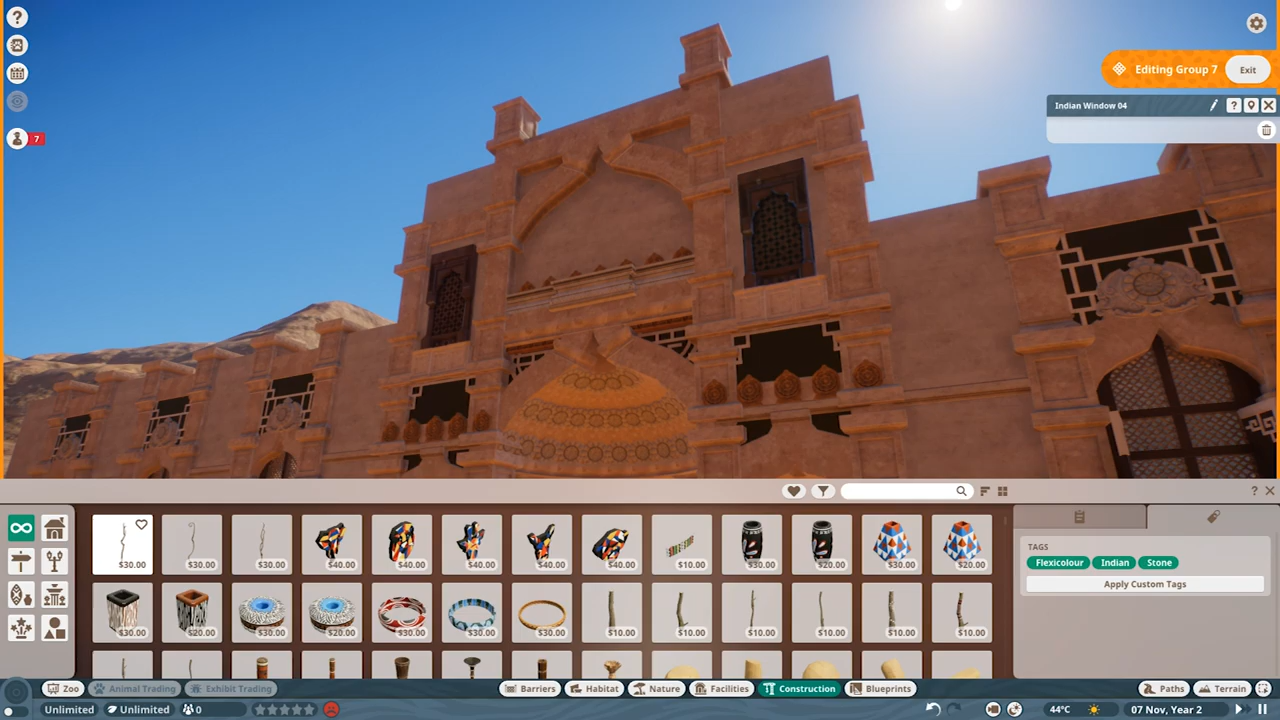 ?
Editing Group 7
Exit
Indian Window 04
?
7
?
$30.00 $30.00 $30.00 $40.00 $40.00 $40.00 $40.00 $40.00 $10.00 $30.00 $20.00 $30.00 $20.00
TAGS
Flexicolour Indian Stone
Apply Custom Tags
$30.00 $20.00 $30.00 $20.00 $30.00 $30.00 $30.00 $10.00 $10.00 $10.00 $10.00 $10.00 $10.00
Zoo Animal Trading Exhibit Trading Barriers Habitat Nature Facilities Construction Blueprints Paths Terrain
Unlimited Unlimited 0 44°C 07 Nov, Year 2